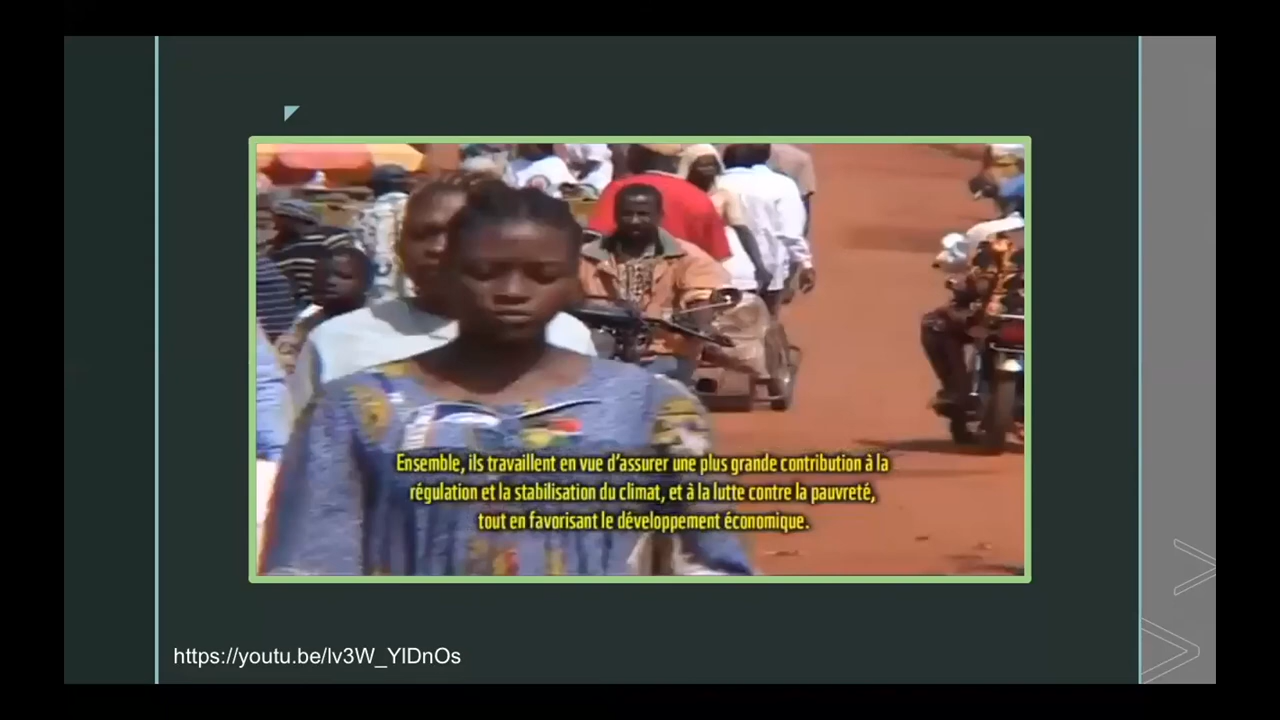 Ensemble, ils travaillent en vue d'assurer une plus grande contribution à la
régulation et la stabilisation du climat, et à la lutte contre la pauvreté,
tout en favorisant le développement économique.
https://youtu.be/lv3W_YlDnOs